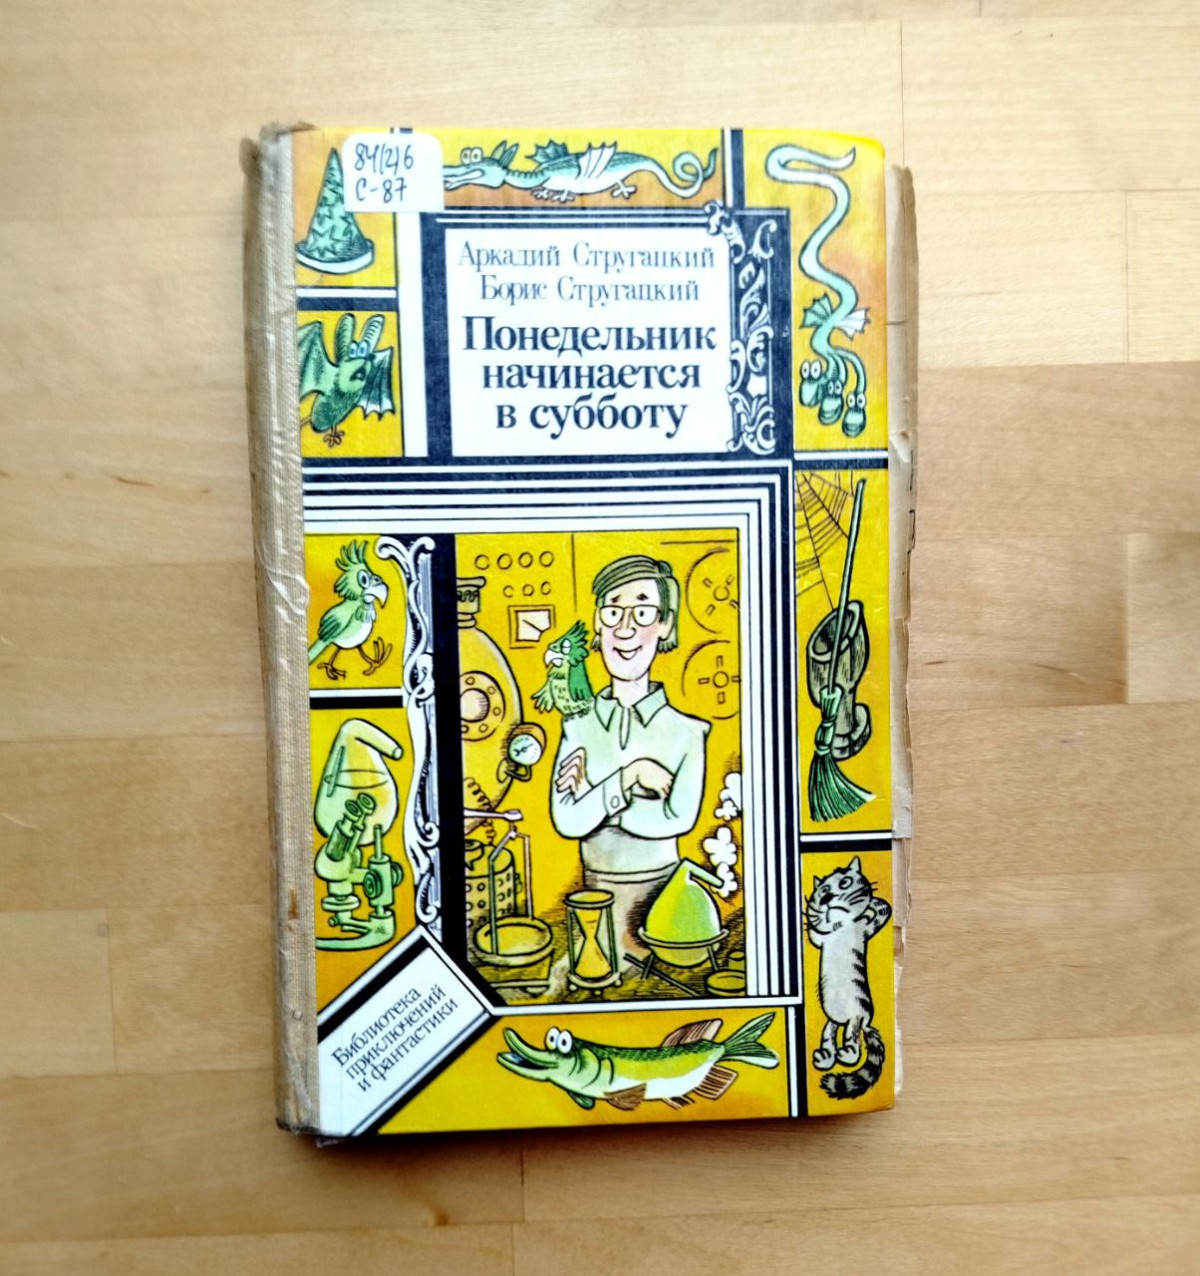 84(2)6
С-87
Аркадий Стругацкий
Борис Стругацкий
Понедельник
начинается
в субботу
Библиотека
приключений
и фантастики